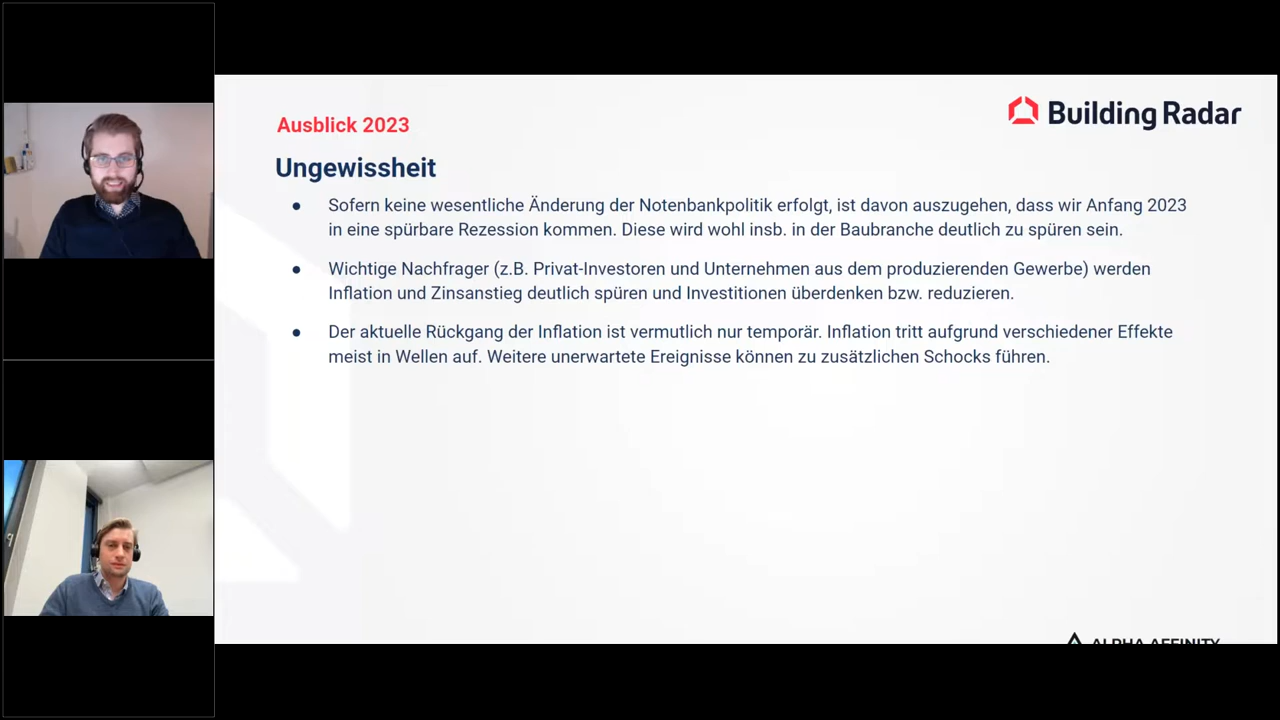 Building Radar
Ausblick 2023
Ungewissheit
● Sofern keine wesentliche Änderung der Notenbankpolitik erfolgt, ist davon auszugehen, dass wir Anfang 2023
in eine spürbare Rezession kommen. Diese wird wohl insb. in der Baubranche deutlich zu spüren sein.
● Wichtige Nachfrager (z.B. Privat-Investoren und Unternehmen aus dem produzierenden Gewerbe) werden
Inflation und Zinsanstieg deutlich spüren und Investitionen überdenken bzw. reduzieren.
● Der aktuelle Rückgang der Inflation ist vermutlich nur temporär. Inflation tritt aufgrund verschiedener Effekte
meist in Wellen auf. Weitere unerwartete Ereignisse können zu zusätzlichen Schocks führen.
ALPHA AFFINITY